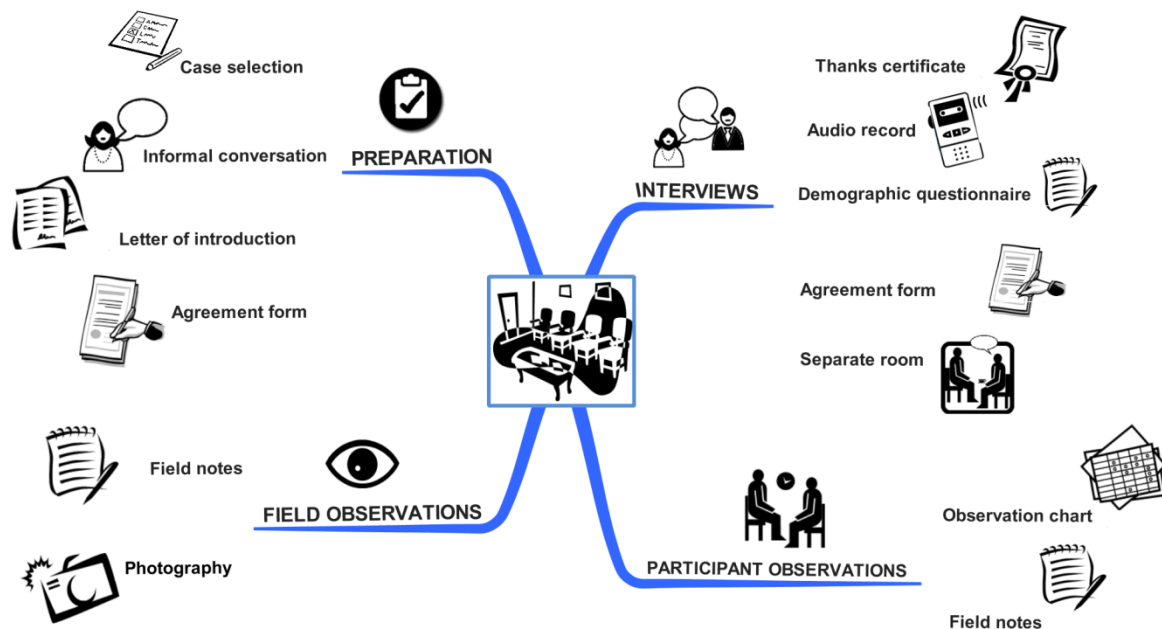 Case selection
Informal conversation
PREPARATION
Letter of introduction
Agreement form
Thanks certificate
Audio record
INTERVIEWS
Demographic questionnaire
Agreement form
Separate room
Field notes
FIELD OBSERVATIONS
Photography
Observation chart
PARTICIPANT OBSERVATIONS
Field notes